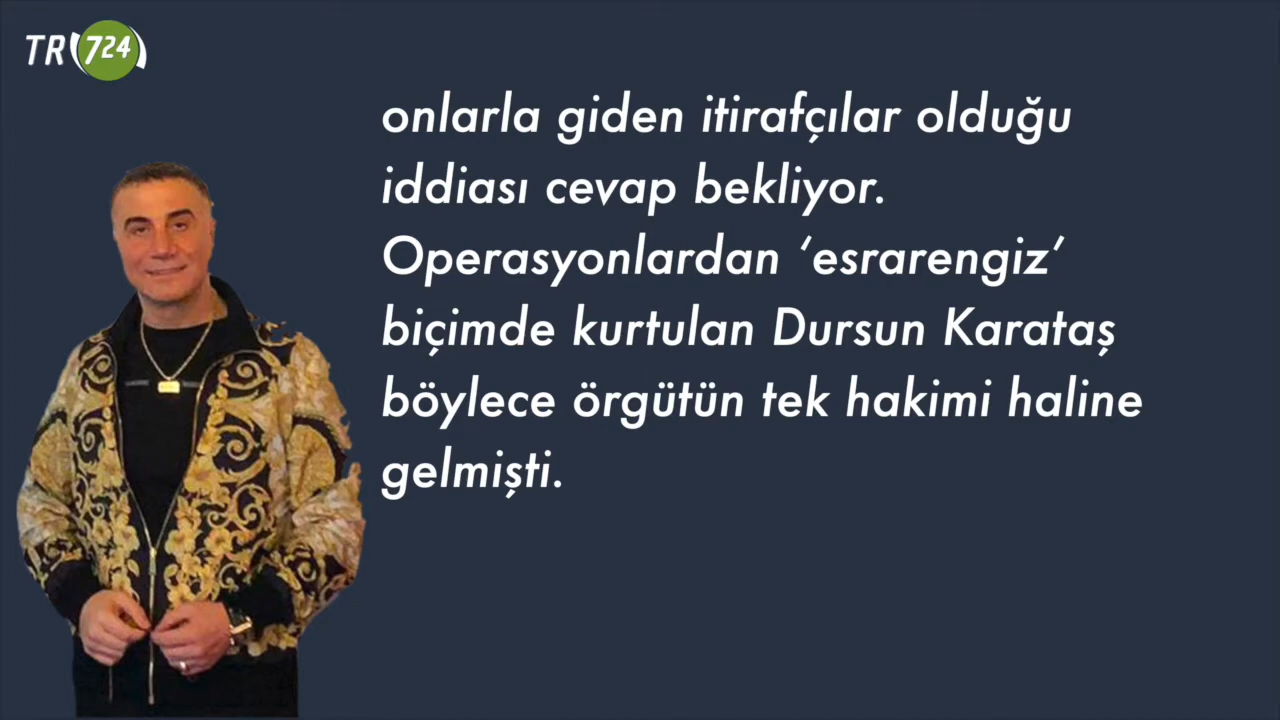 TR 724
onlarla giden itirafçılar olduğu
iddiası cevap bekliyor.
Operasyonlardan ‘esrarengiz’
biçimde kurtulan Dursun Karataş
böylece örgütün tek hakimi haline
gelmişti.